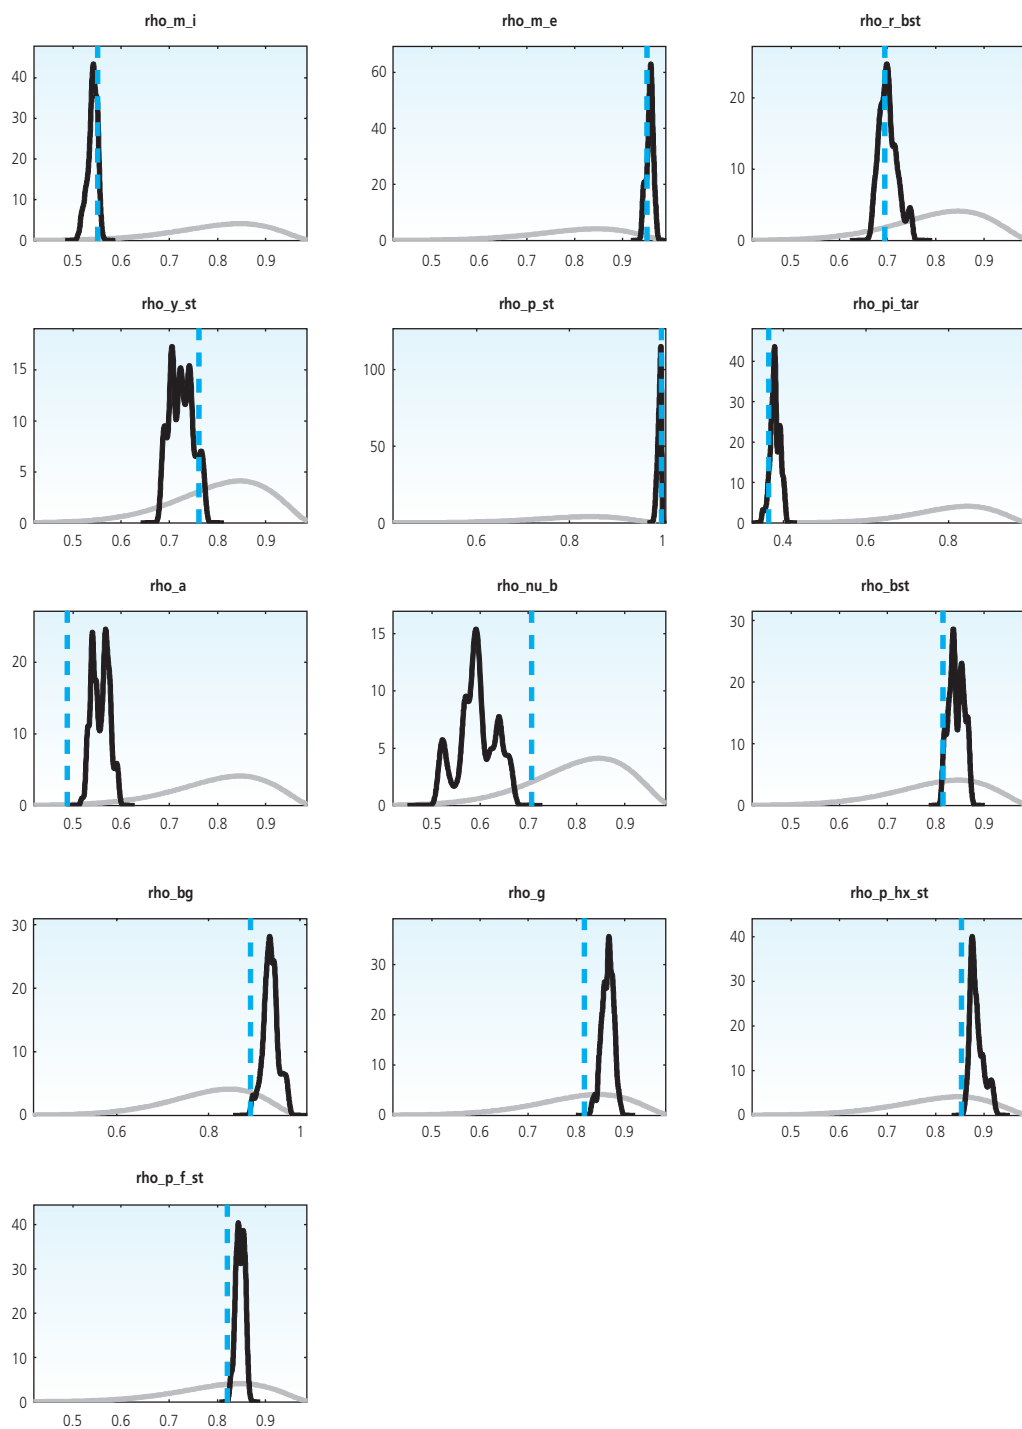 rho_m_i rho_m_e rho_r_bst
40 60 20
30 40
20 10
10 20
0 0 0
0.5 0.6 0.7 0.8 0.9 0.5 0.6 0.7 0.8 0.9 0.5 0.6 0.7 0.8 0.9
rho_y_st rho_p_st rho_pi_tar
15 100 40
10 30
5 50 20
10
0 0 0
0.5 0.6 0.7 0.8 0.9 0.6 0.8 1 0.4 0.6 0.8
rho_a rho_nu_b rho_bst
20 15 30
10 20
10 5 10
0 0 0
0.5 0.6 0.7 0.8 0.9 0.5 0.6 0.7 0.8 0.9 0.5 0.6 0.7 0.8 0.9
rho_bg rho_g rho_p_hx_st
30 30 40
20 20 30
20
10 10 10
0 0 0
0.6 0.8 1 0.5 0.6 0.7 0.8 0.9 0.5 0.6 0.7 0.8 0.9
rho_p_f_st
40
30
20
10
0
0.5 0.6 0.7 0.8 0.9